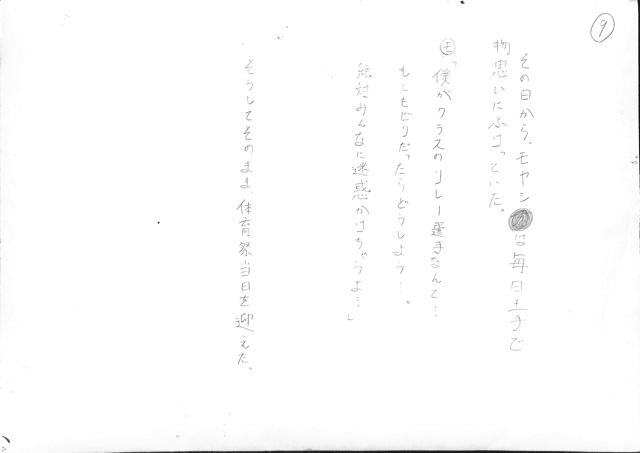 ⑨
その日から、モヤシは毎日土手で
物思いにふけっていた。
㋲「僕がクラスのリレー選手なんて…
もしもビリだったらどうしよう…。
絶対みんなに迷惑かけちゃうよ…」
そうしてそのまま、体育祭当日を迎えた。